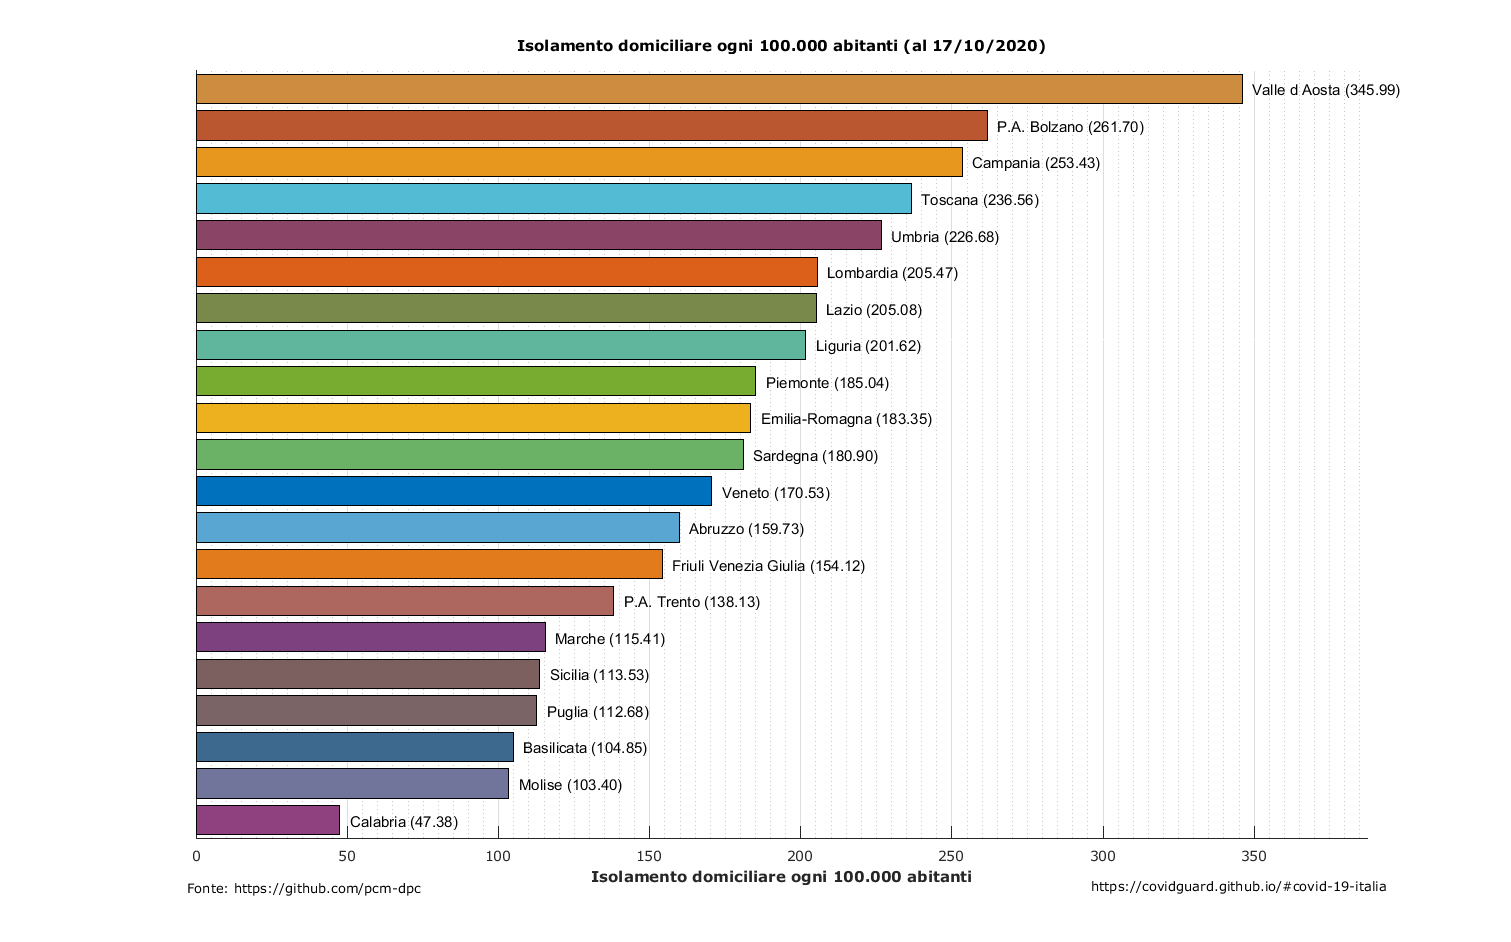 Isolamento domiciliare ogni 100.000 abitanti (al 17/10/2020)
Valle d Aosta (345.99)
P.A. Bolzano (261.70)
Campania (253.43)
Toscana (236.56)
Umbria (226.68)
Lombardia (205.47)
Lazio (205.08)
Liguria (201.62)
Piemonte (185.04)
Emilia-Romagna (183.35)
Sardegna (180.90)
Veneto (170.53)
Abruzzo (159.73)
Friuli Venezia Giulia (154.12)
P.A. Trento (138.13)
Marche (115.41)
Sicilia (113.53)
Puglia (112.68)
Basilicata (104.85)
Molise (103.40)
Calabria (47.38)
0 50 100 150 200 250 300 350
Isolamento domiciliare ogni 100.000 abitanti
Fonte: https://github.com/pcm-dpc
https://covidguard.github.io/#covid-19-italia